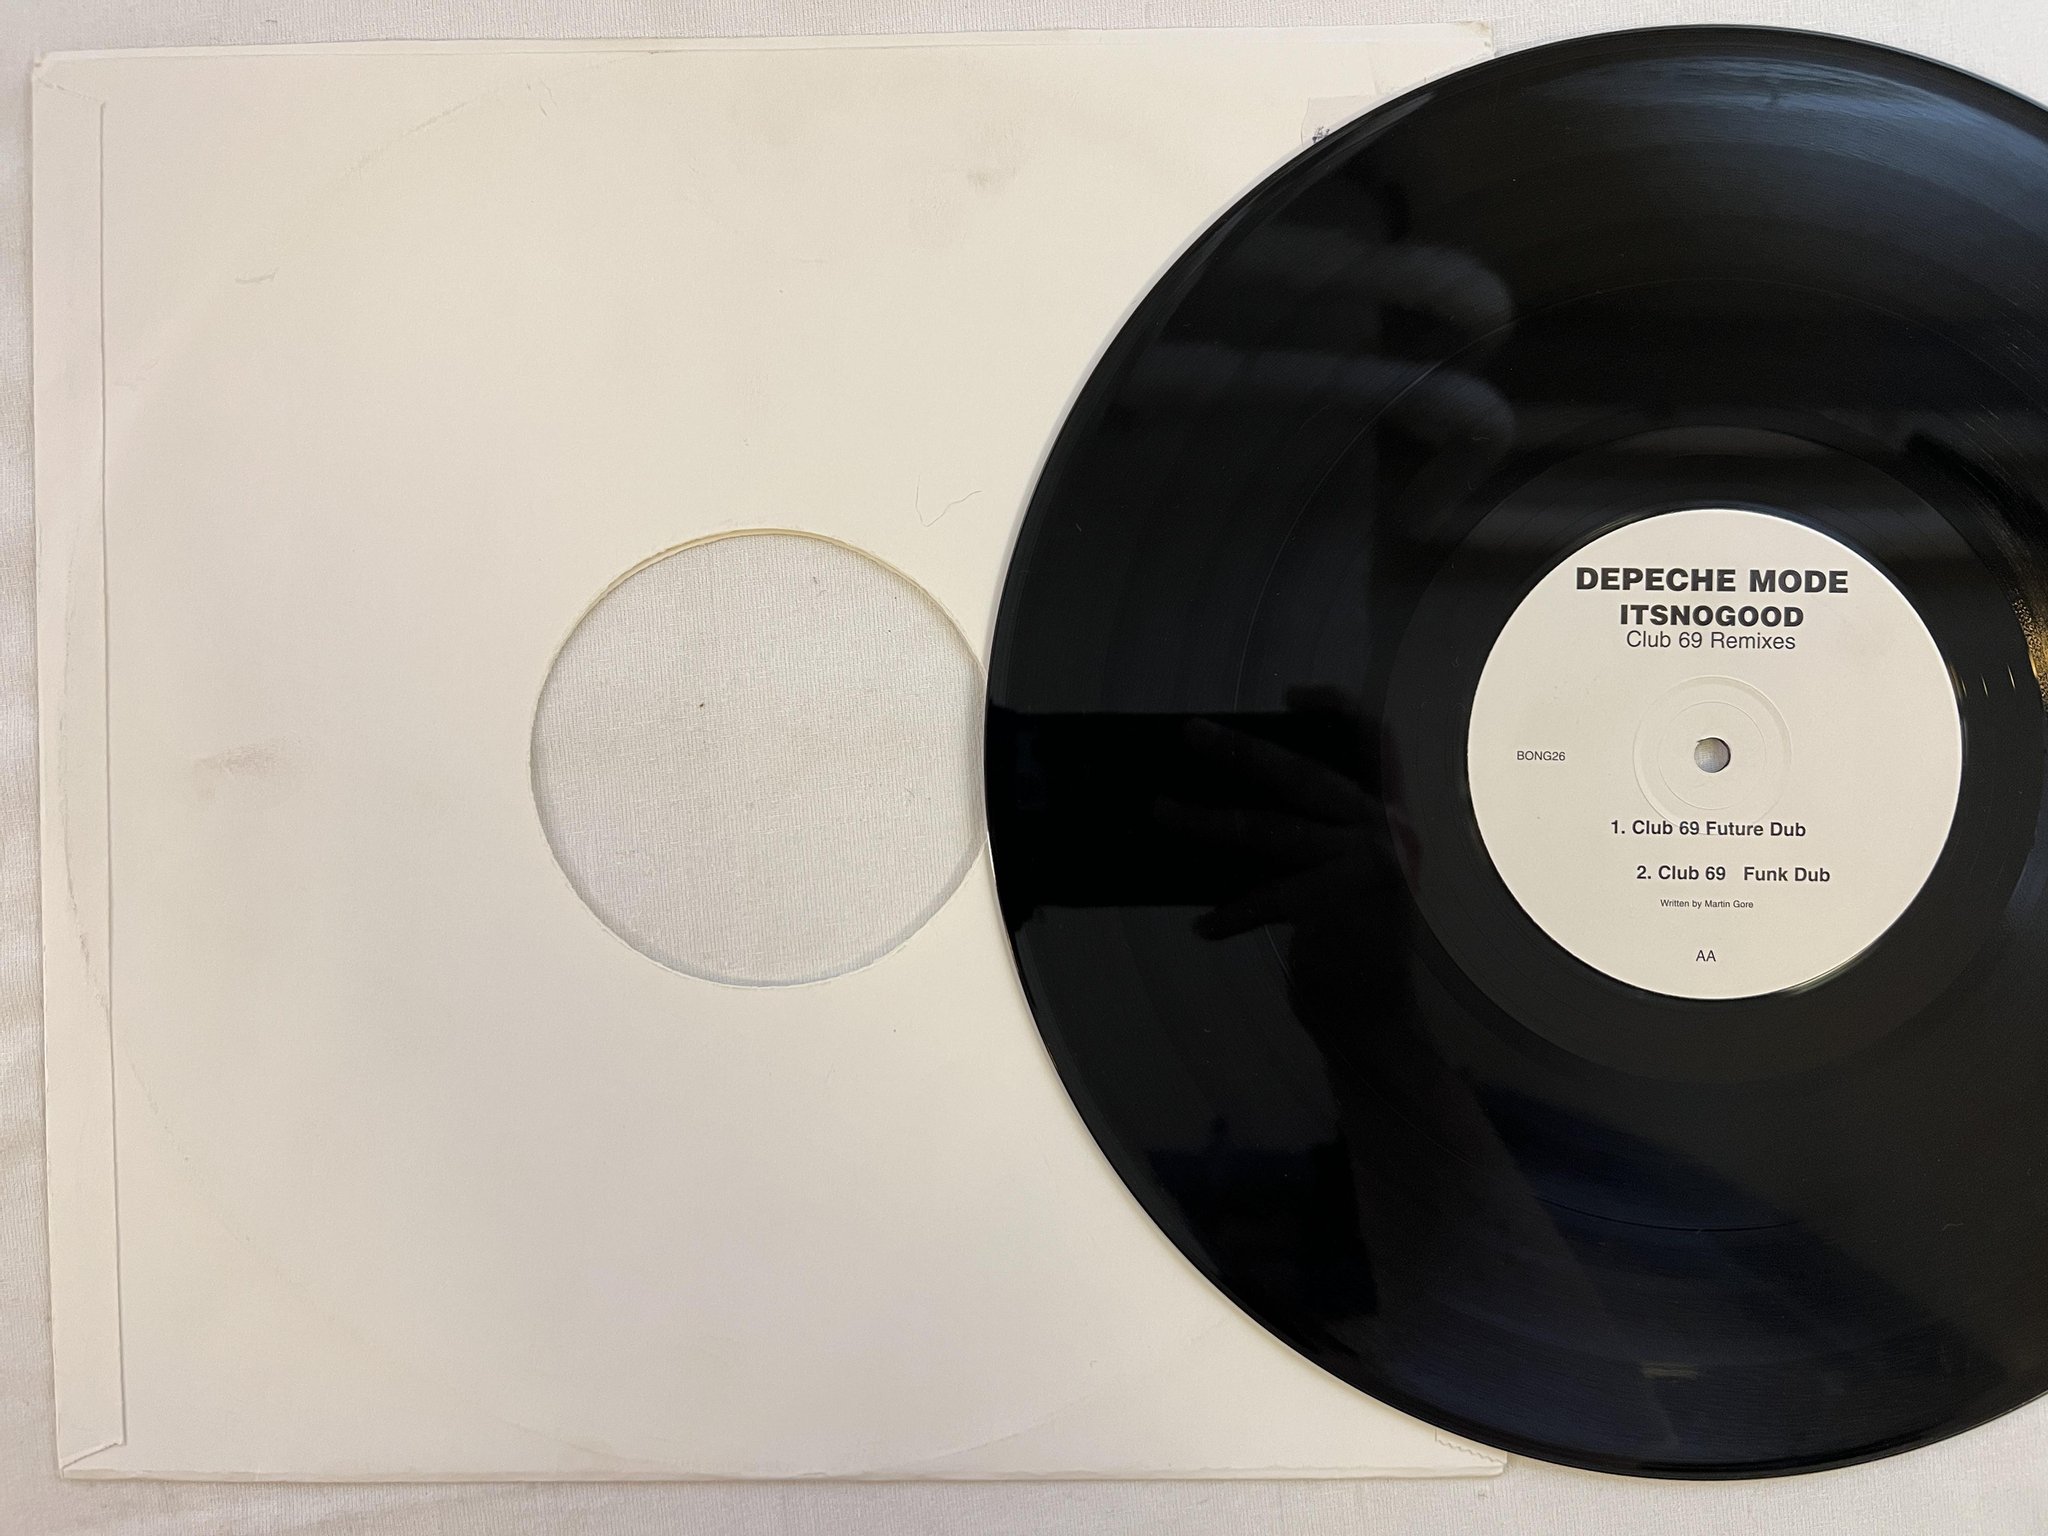 DEPECHE MODE
ITSNOGOOD
Club 69 Remixes
BONG26
1. Club 69 Future Dub
2. Club 69 Funk Dub
Written by Martin Gore
AA